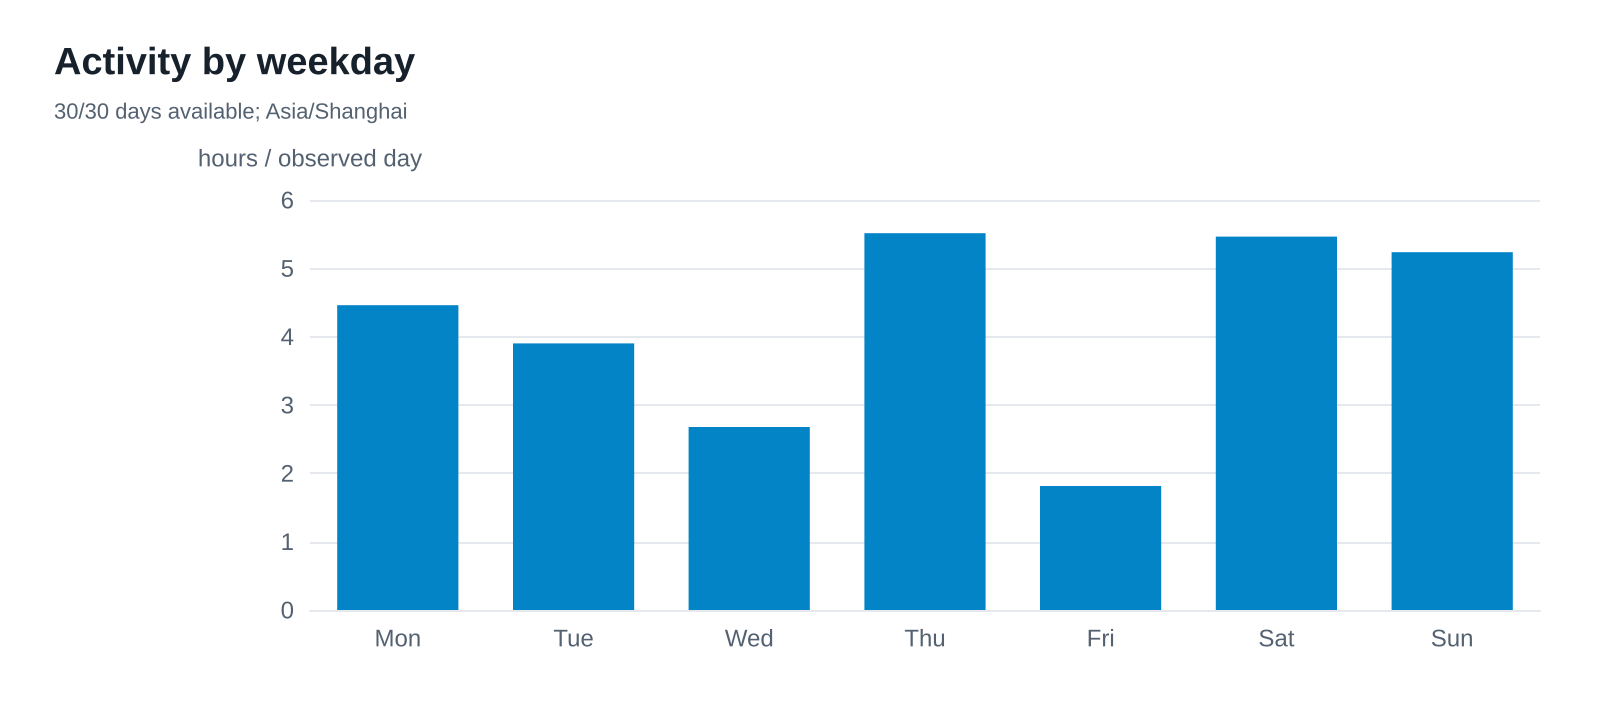 Activity by weekday
30/30 days available; Asia/Shanghai
hours / observed day
6
5
4
3
2
1
0
Mon Tue Wed Thu Fri Sat Sun